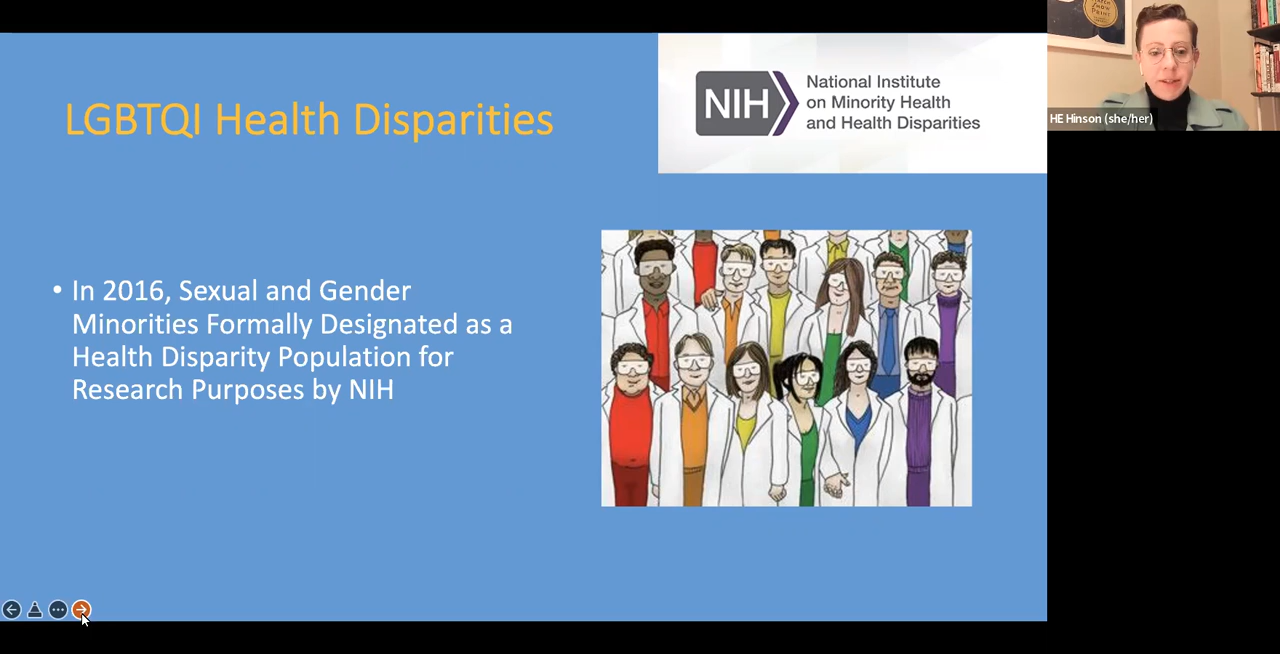 LGBTQI Health Disparities
NIH
National Institute
on Minority Health
and Health Disparities
• In 2016, Sexual and Gender
Minorities Formally Designated as a
Health Disparity Population for
Research Purposes by NIH
HE Hinson (she/her)